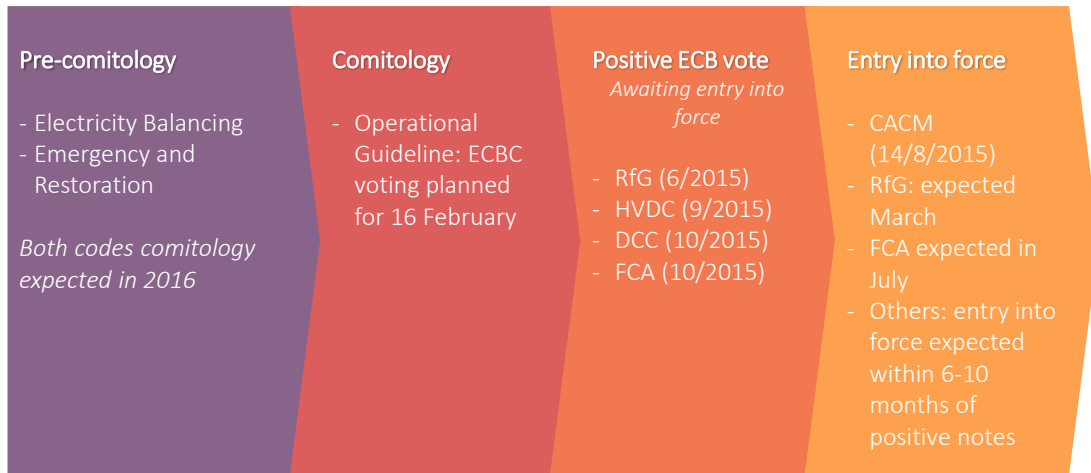 Pre-comitology
- Electricity Balancing
- Emergency and
Restoration
Both codes comitology
expected in 2016
Comitology
- Operational
Guideline: ECBC
voting planned
for 16 February
Positive ECB vote
Awaiting entry into
force
- RfG (6/2015)
- HVDC (9/2015)
- DCC (10/2015)
- FCA (10/2015)
Entry into force
- CACM
(14/8/2015)
- RfG: expected
March
- FCA expected in
July
- Others: entry into
force expected
within 6-10
months of
positive notes